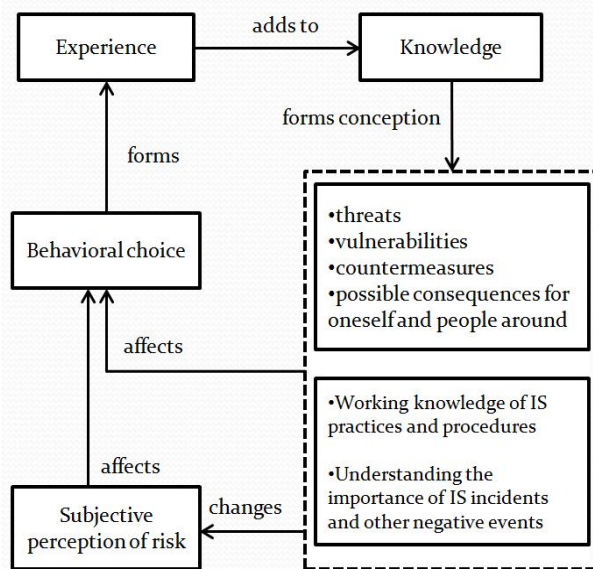 Experience
adds to
Knowledge
forms conception
forms
•threats
•vulnerabilities
•countermeasures
•possible consequences for
oneself and people around
Behavioral choice
affects
•Working knowledge of IS
practices and procedures
•Understanding the
importance of IS incidents
and other negative events
affects
changes
Subjective
perception of risk